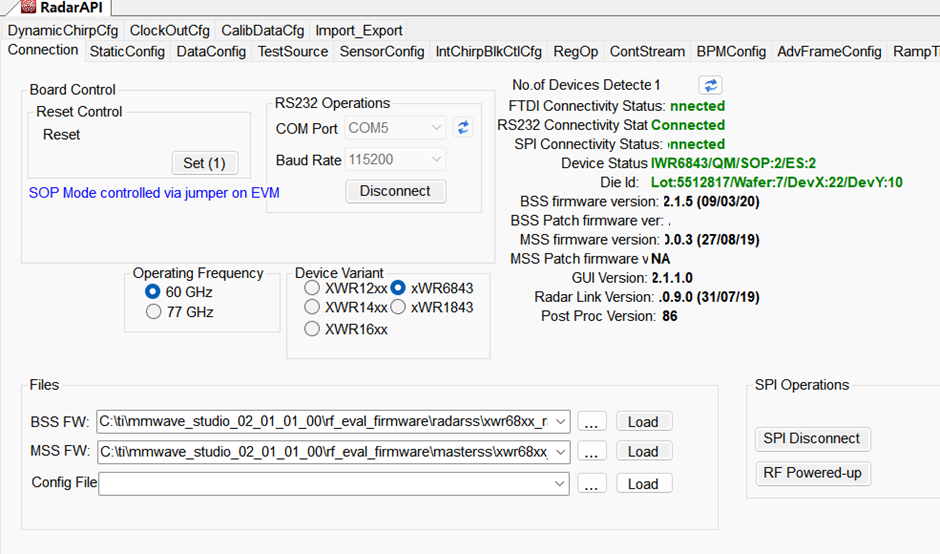 RadarAPI
DynamicChirpCfg ClockOutCfg CalibDataCfg Import_Export
Connection StaticConfig DataConfig TestSource SensorConfig IntChirpBlkCtlCfg RegOp ContStream BPMConfig AdvFrameConfig RampTi
Board Control
Reset Control
Reset
Set (1)
SOP Mode controlled via jumper on EVM
RS232 Operations
COM Port COM5
Baud Rate 115200
Disconnect
Operating Frequency
60 GHz
77 GHz
Device Variant
XWR12xx xWR6843
XWR14xx xWR1843
XWR16xx
No.of Devices Detecte 1
FTDI Connectivity Status: nnected
RS232 Connectivity Stat Connected
SPI Connectivity Status: nnected
Device Status IWR6843/QM/SOP:2/ES:2
Die Id: Lot:5512817/Wafer:7/DevX:22/DevY:10
BSS firmware version: 2.1.5 (09/03/20)
BSS Patch firmware ver: .
MSS firmware version: 0.0.3 (27/08/19)
MSS Patch firmware v NA
GUI Version: 2.1.1.0
Radar Link Version: .0.9.0 (31/07/19)
Post Proc Version: 86
Files
BSS FW: C:\ti\mmwave_studio_02_01_01_00\rf_eval_firmware\radarss\xwr68xx_r ... Load
MSS FW: C:\ti\mmwave_studio_02_01_01_00\rf_eval_firmware\masterss\xwr68xx_ ... Load
Config File ... Load
SPI Operations
SPI Disconnect
RF Powered-up